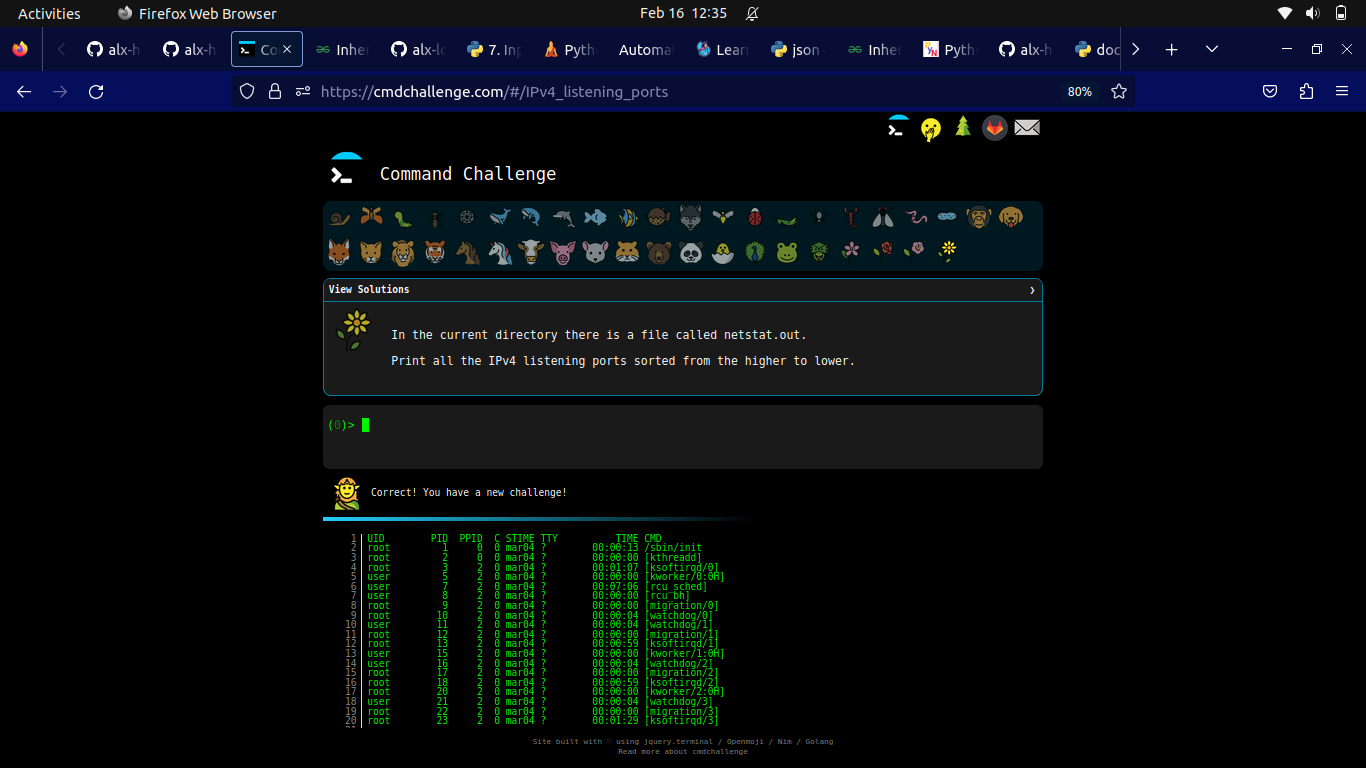 Activities
Firefox Web Browser
Feb 16 12:35
alx-h
alx-h
Co
Inher
alx-lo
7. Inp
Pyth
Automa
Lear
json
Inher
Pyth
alx-h
doc
https://cmdchallenge.com/#/IPv4_listening_ports
80%
Command Challenge
View Solutions
In the current directory there is a file called netstat.out.
Print all the IPv4 listening ports sorted from the higher to lower.
(0)>
Correct! You have a new challenge!
1 UID PID PPID C STIME TTY TIME CMD
2 root 1 0 0 mar04 ? 00:00:13 /sbin/init
3 root 2 0 0 mar04 ? 00:00:00 [kthreadd]
4 root 3 2 0 mar04 ? 00:01:07 [ksoftirqd/0]
5 user 5 2 0 mar04 ? 00:00:00 [kworker/0:0H]
6 user 7 2 0 mar04 ? 00:07:06 [rcu_sched]
7 user 8 2 0 mar04 ? 00:00:00 [rcu_bh]
8 root 9 2 0 mar04 ? 00:00:00 [migration/0]
9 root 10 2 0 mar04 ? 00:00:04 [watchdog/0]
10 user 11 2 0 mar04 ? 00:00:04 [watchdog/1]
11 root 12 2 0 mar04 ? 00:00:00 [migration/1]
12 root 13 2 0 mar04 ? 00:00:59 [ksoftirqd/1]
13 user 15 2 0 mar04 ? 00:00:00 [kworker/1:0H]
14 user 16 2 0 mar04 ? 00:00:04 [watchdog/2]
15 root 17 2 0 mar04 ? 00:00:00 [migration/2]
16 root 18 2 0 mar04 ? 00:00:59 [ksoftirqd/2]
17 root 20 2 0 mar04 ? 00:00:00 [kworker/2:0H]
18 user 21 2 0 mar04 ? 00:00:04 [watchdog/3]
19 root 22 2 0 mar04 ? 00:00:00 [migration/3]
20 root 23 2 0 mar04 ? 00:01:29 [ksoftirqd/3]
Site built with ♡ using jquery.terminal / Openmoji / Nim / Golang
Read more about cmdchallenge